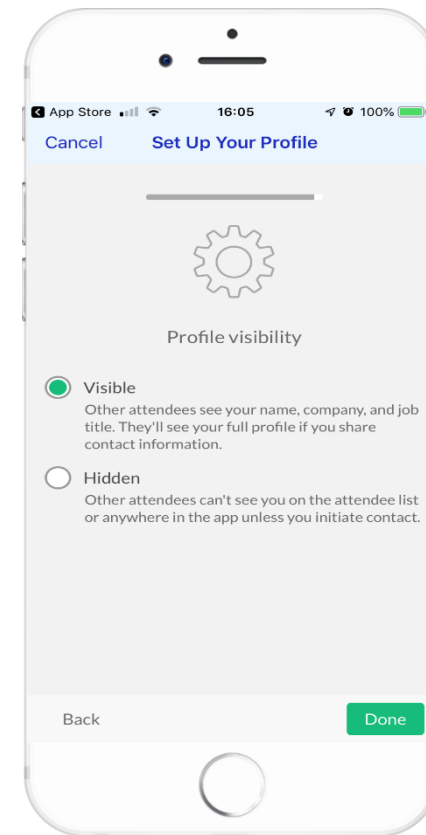 App Store 16:05 100%
Cancel Set Up Your Profile
Profile visibility
Visible
Other attendees see your name, company, and job
title. They'll see your full profile if you share
contact information.
Hidden
Other attendees can't see you on the attendee list
or anywhere in the app unless you initiate contact.
Back Done